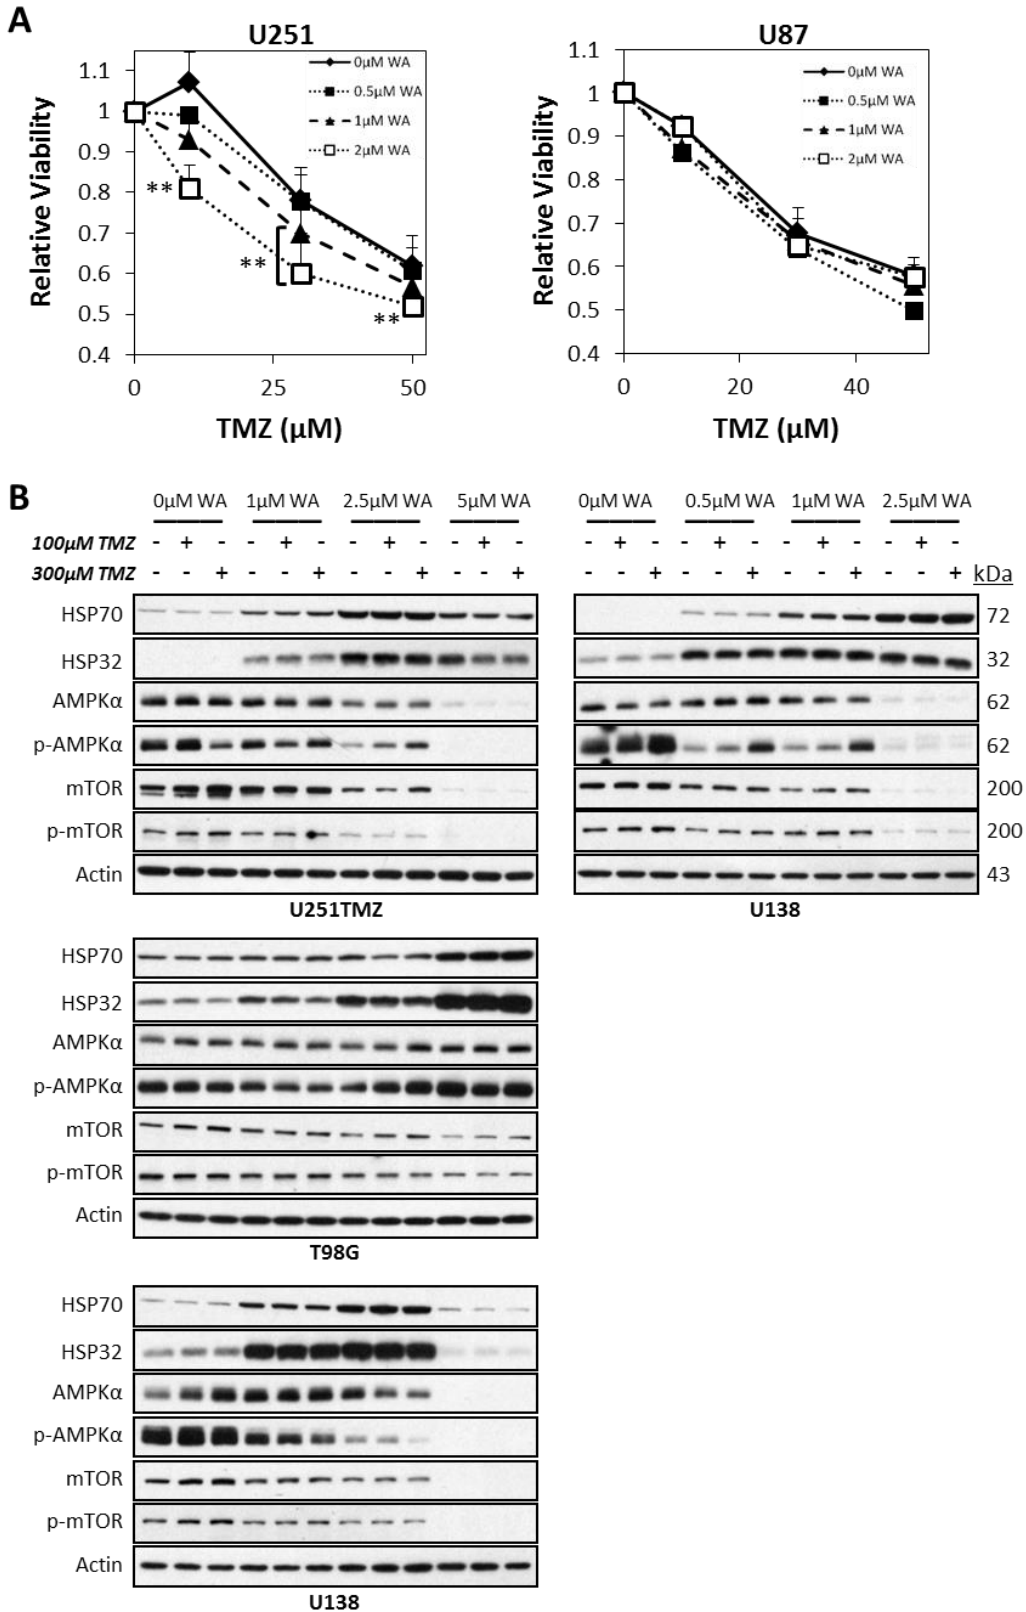 A
U251
U87
Relative Viability
1.1
1
0.9
0.8
0.7
0.6
0.5
0.4
0
25
50
TMZ (µM)
0µM WA
0.5µM WA
1µM WA
2µM WA
**
**
**
Relative Viability
1.1
1
0.9
0.8
0.7
0.6
0.5
0.4
0
20
40
TMZ (µM)
0µM WA
0.5µM WA
1µM WA
2µM WA
B
0µM WA 1µM WA 2.5µM WA 5µM WA
0µM WA 0.5µM WA 1µM WA 2.5µM WA
100µM TMZ - + - + - + - + - + - + - + - +
300µM TMZ - - + - - + - - + - - + - - + - - + - - + - - + kDa
HSP70 72
HSP32 32
AMPKα 62
p-AMPKα 62
mTOR 200
p-mTOR 200
Actin 43
U251TMZ U138
HSP70
HSP32
AMPKα
p-AMPKα
mTOR
p-mTOR
Actin
T98G
HSP70
HSP32
AMPKα
p-AMPKα
mTOR
p-mTOR
Actin
U138